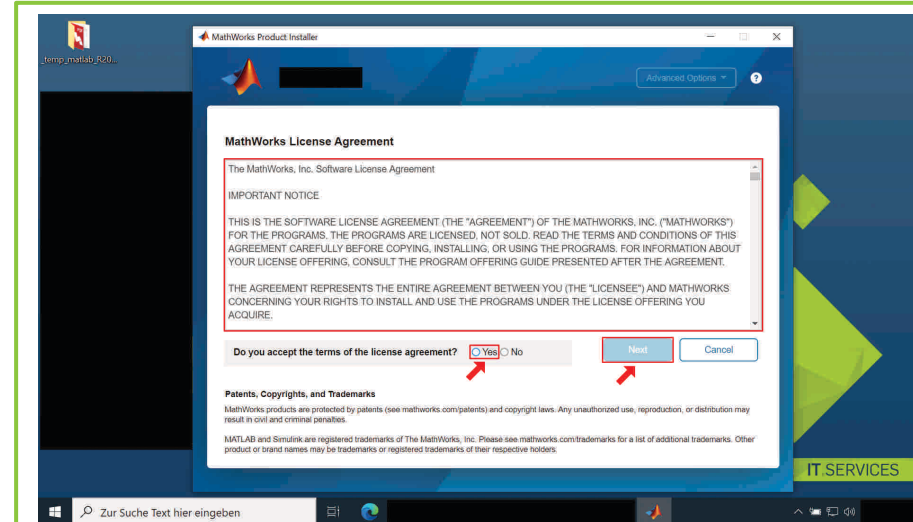 _temp_matlab_R20...
MathWorks Product Installer
Advanced Options
?
MathWorks License Agreement
The MathWorks, Inc. Software License Agreement
IMPORTANT NOTICE
THIS IS THE SOFTWARE LICENSE AGREEMENT (THE "AGREEMENT") OF THE MATHWORKS, INC. ("MATHWORKS")
FOR THE PROGRAMS. THE PROGRAMS ARE LICENSED, NOT SOLD. READ THE TERMS AND CONDITIONS OF THIS
AGREEMENT CAREFULLY BEFORE COPYING, INSTALLING, OR USING THE PROGRAMS. FOR INFORMATION ABOUT
YOUR LICENSE OFFERING, CONSULT THE PROGRAM OFFERING GUIDE PRESENTED AFTER THE AGREEMENT.
THE AGREEMENT REPRESENTS THE ENTIRE AGREEMENT BETWEEN YOU (THE "LICENSEE") AND MATHWORKS
CONCERNING YOUR RIGHTS TO INSTALL AND USE THE PROGRAMS UNDER THE LICENSE OFFERING YOU
ACQUIRE.
Do you accept the terms of the license agreement? Yes No
Next
Cancel
Patents, Copyrights, and Trademarks
MathWorks products are protected by patents (see mathworks.com/patents) and copyright laws. Any unauthorized use, reproduction, or distribution may
result in civil and criminal penalties.
MATLAB and Simulink are registered trademarks of The MathWorks, Inc. Please see mathworks.com/trademarks for a list of additional trademarks. Other
product or brand names may be trademarks or registered trademarks of their respective holders.
IT.SERVICES
Zur Suche Text hier eingeben